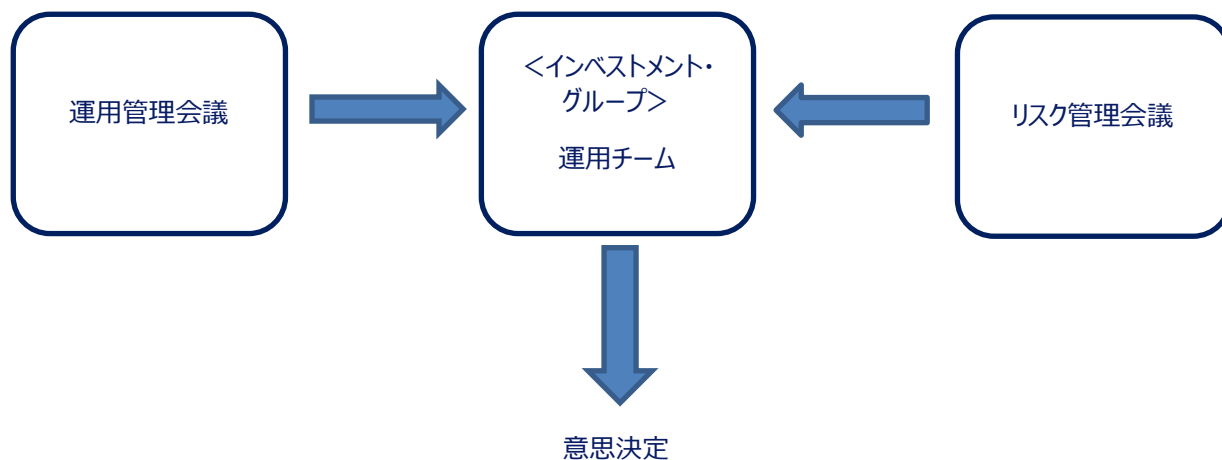 運用管理会議
＜インベストメント・
グループ＞
運用チーム
リスク管理会議
意思決定